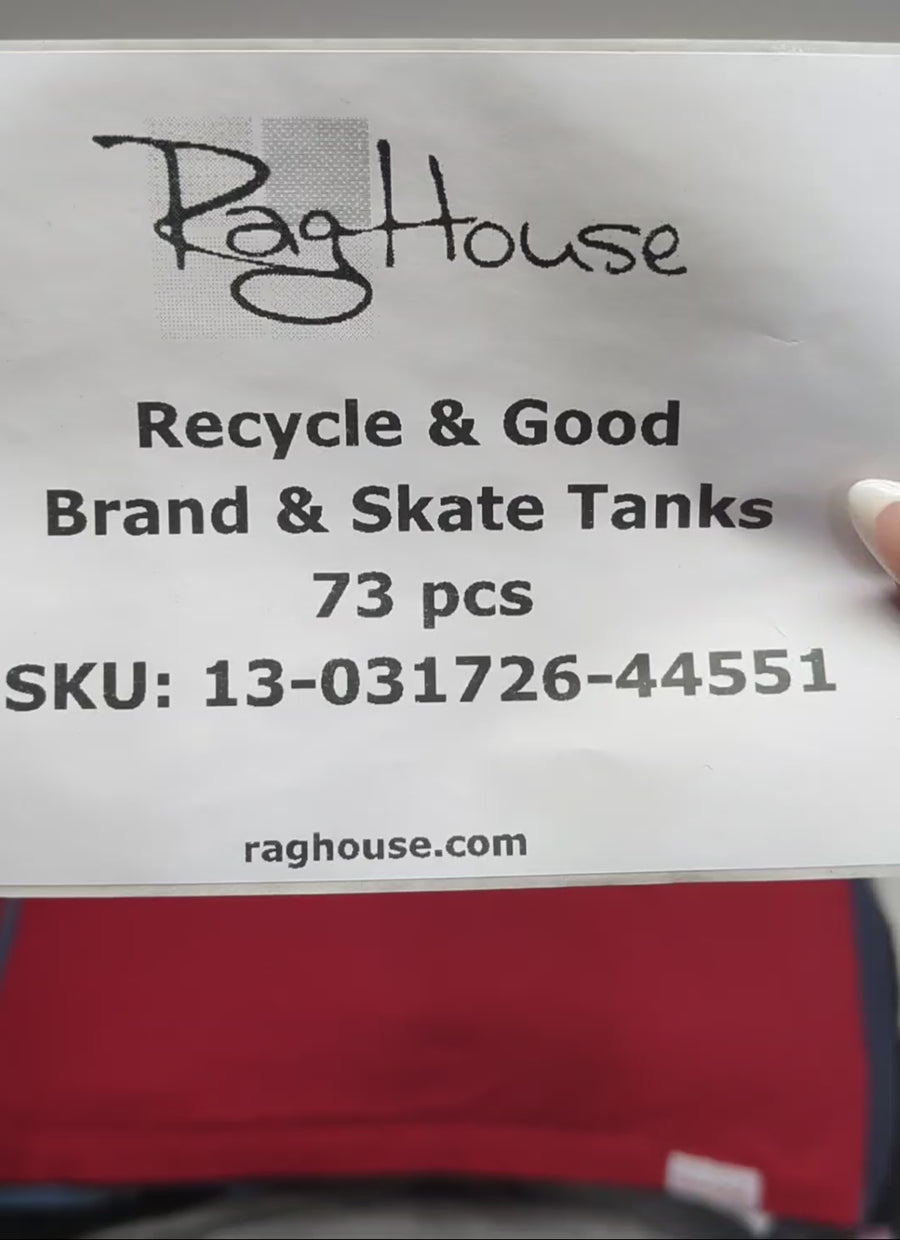 RagHouse
Recycle & Good
Brand & Skate Tanks
73 pcs
SKU: 13-031726-44551
raghouse.com